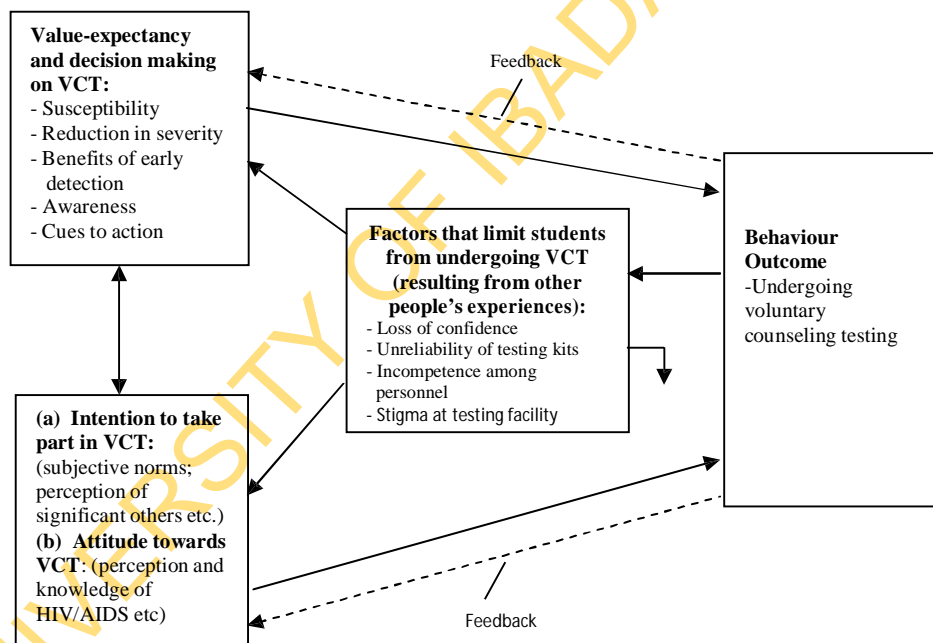 Value-expectancy
and decision making
on VCT:
- Susceptibility
- Reduction in severity
- Benefits of early
detection
- Awareness
- Cues to action
Feedback
Factors that limit students
from undergoing VCT
(resulting from other
people's experiences):
- Loss of confidence
- Unreliability of testing kits
- Incompetence among
personnel
- Stigma at testing facility
Behaviour
Outcome
-Undergoing
voluntary
counseling testing
(a) Intention to take
part in VCT:
(subjective norms;
perception of
significant others etc.)
(b) Attitude towards
VCT: (perception and
knowledge of
HIV/AIDS etc)
Feedback
IVERSITY OF IBADA